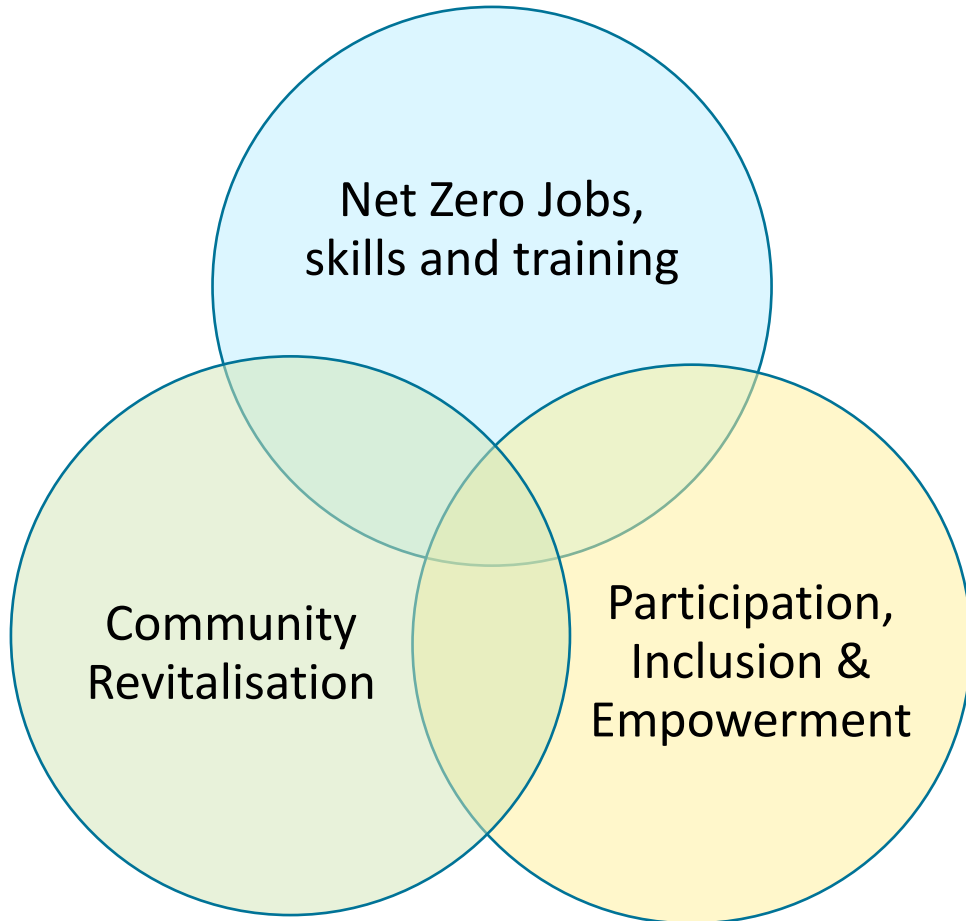 Net Zero Jobs,
skills and training
Community
Revitalisation
Participation,
Inclusion &
Empowerment